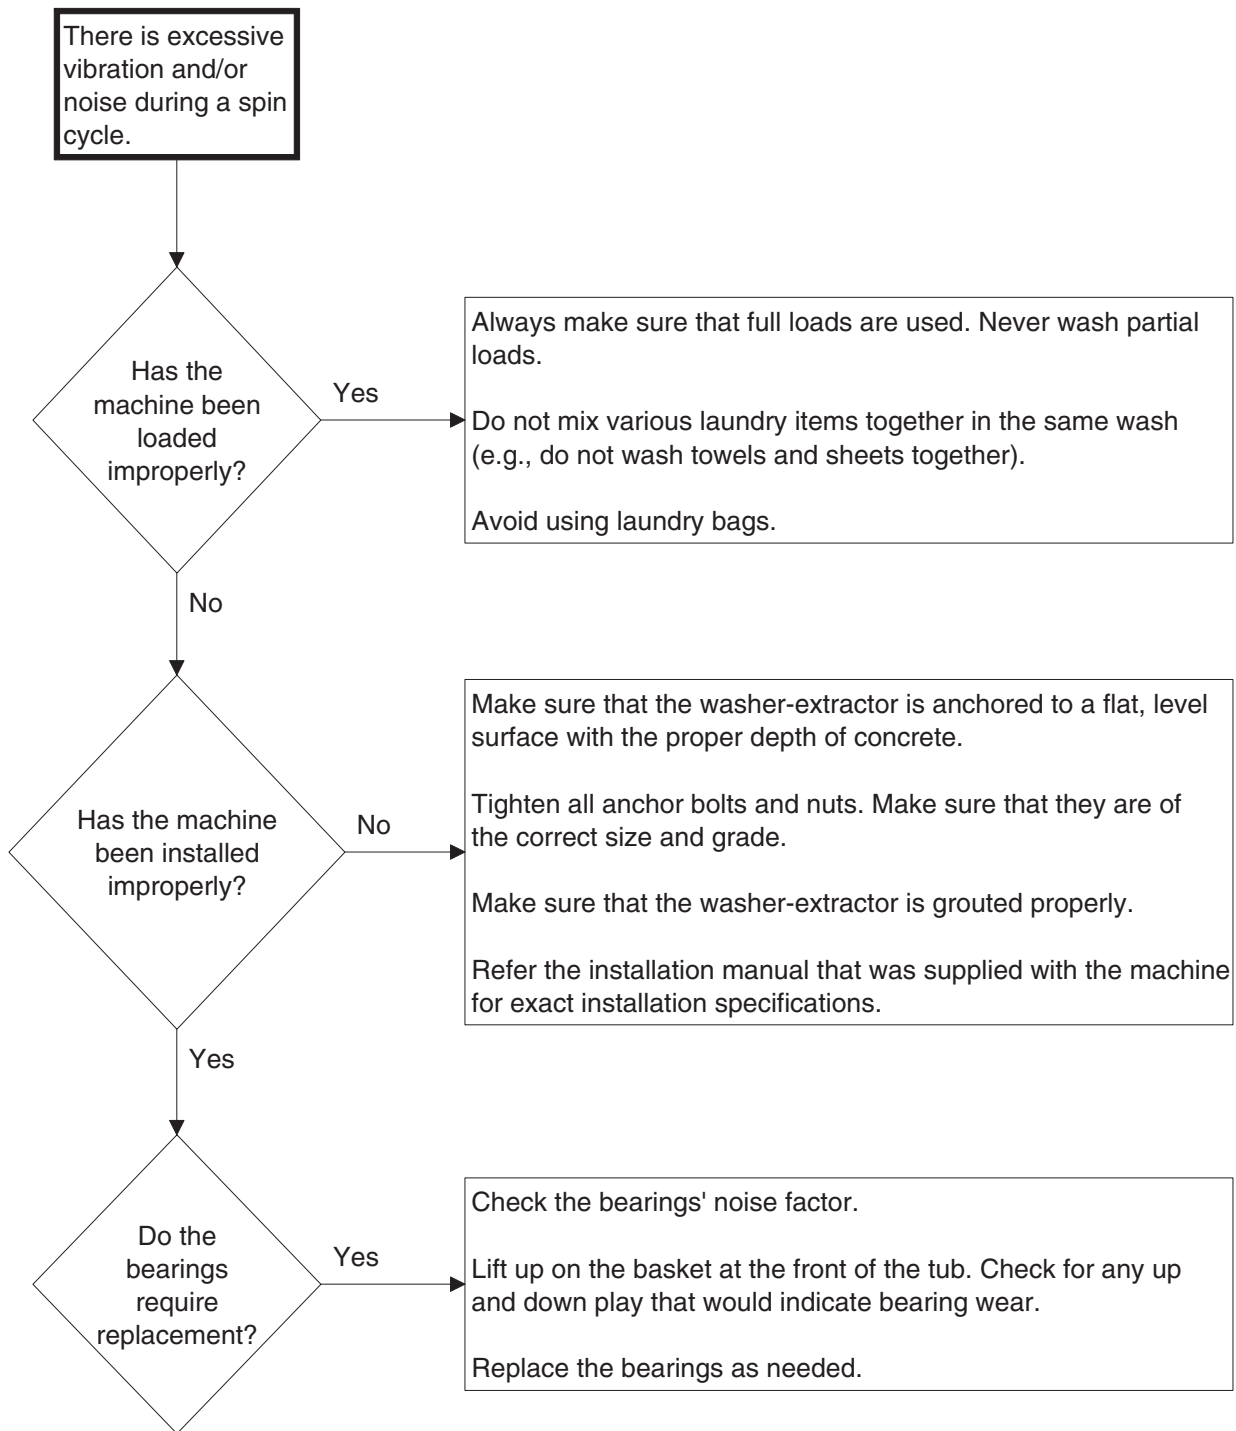 There is excessive
vibration and/or
noise during a spin
cycle.
Has the
machine been
loaded
improperly?
Yes
Always make sure that full loads are used. Never wash partial
loads.
Do not mix various laundry items together in the same wash
(e.g., do not wash towels and sheets together).
Avoid using laundry bags.
No
Has the machine
been installed
improperly?
No
Make sure that the washer-extractor is anchored to a flat, level
surface with the proper depth of concrete.
Tighten all anchor bolts and nuts. Make sure that they are of
the correct size and grade.
Make sure that the washer-extractor is grouted properly.
Refer the installation manual that was supplied with the machine
for exact installation specifications.
Yes
Do the
bearings
require
replacement?
Yes
Check the bearings' noise factor.
Lift up on the basket at the front of the tub. Check for any up
and down play that would indicate bearing wear.
Replace the bearings as needed.